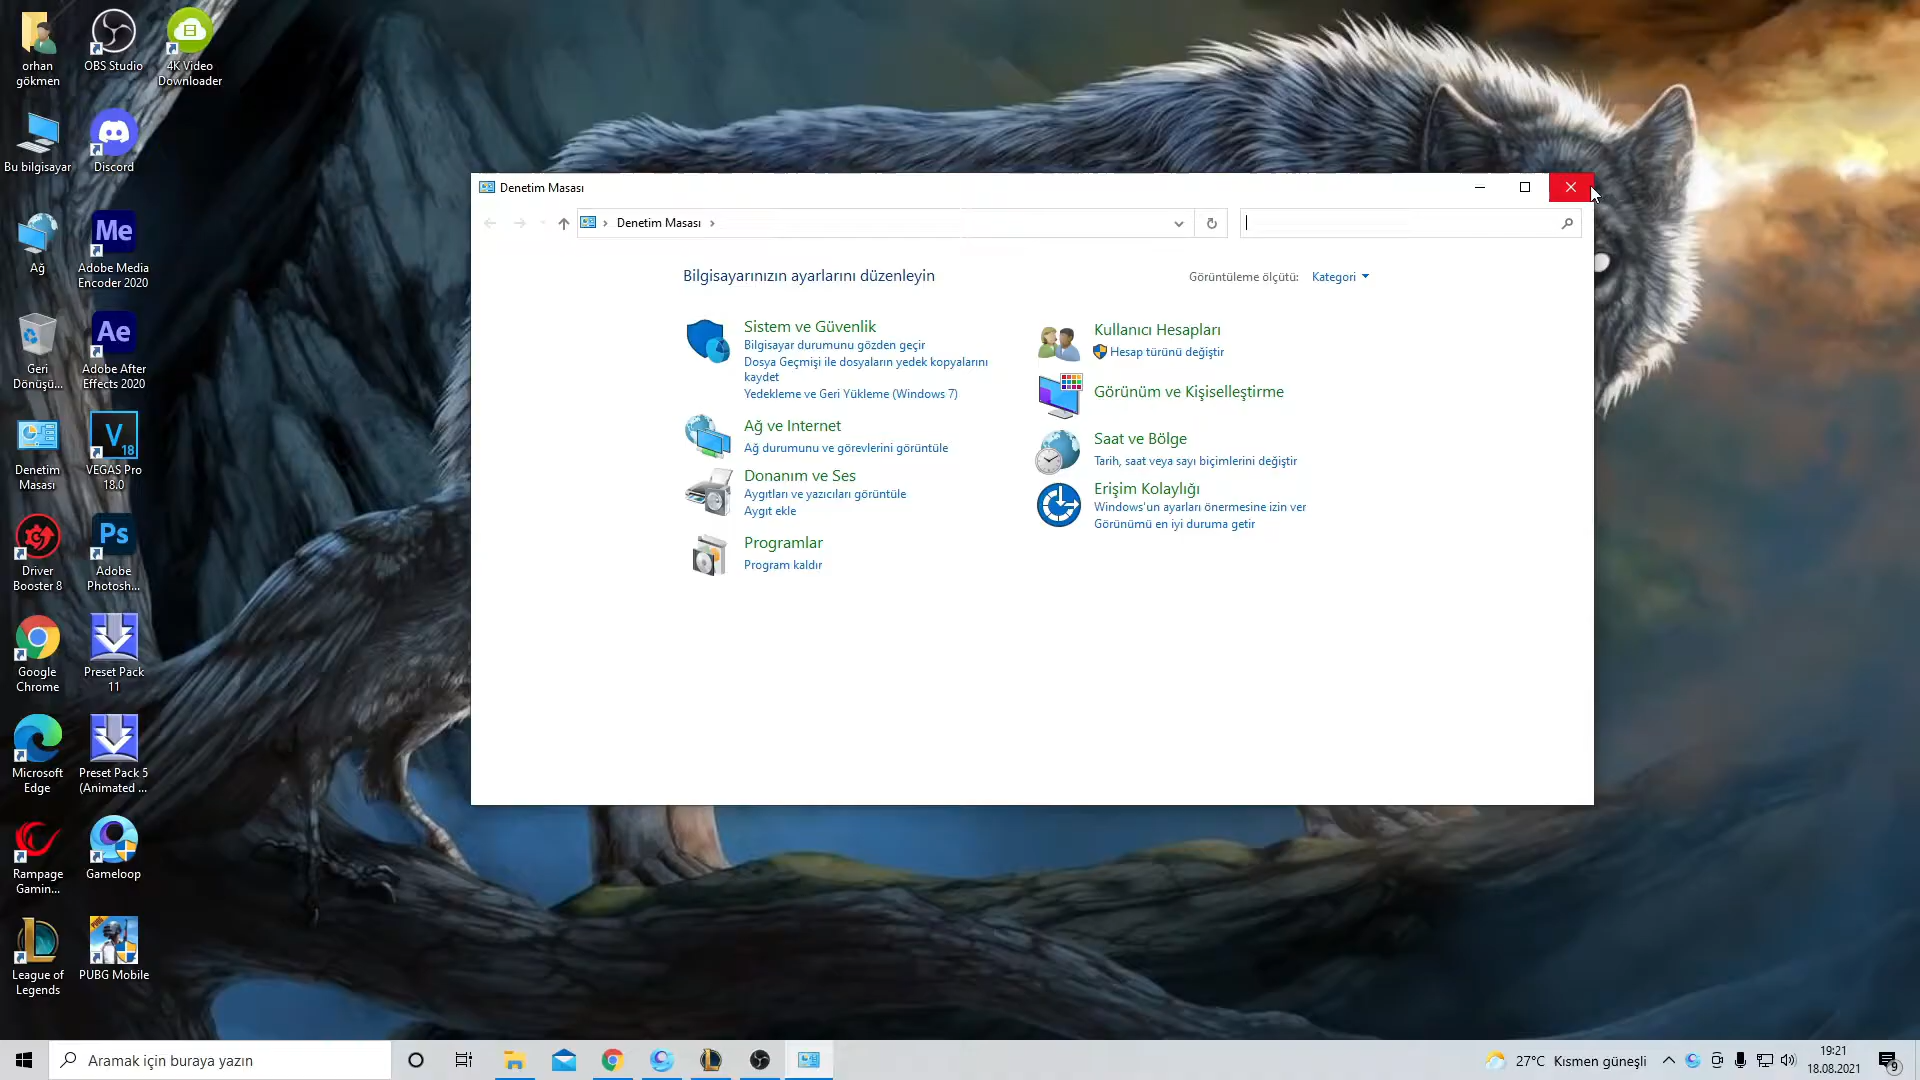 orhan
gökmen
OBS Studio
4K Video
Downloader
Bu bilgisayar
Discord
Ağ
Me
Adobe Media
Encoder 2020
Geri
Dönüşü...
Ae
Adobe After
Effects 2020
Denetim
Masası
V
18
VEGAS Pro
18.0
Driver
Booster 8
Ps
Adobe
Photosh...
Google
Chrome
Preset Pack
11
Microsoft
Edge
Preset Pack 5
(Animated ...
Rampage
Gamin...
Gameloop
League of
Legends
PUBG Mobile
Denetim Masası
Denetim Masası
Bilgisayarınızın ayarlarını düzenleyin
Görüntüleme ölçütü: Kategori
Sistem ve Güvenlik
Bilgisayar durumunu gözden geçir
Dosya Geçmişi ile dosyaların yedek kopyalarını
kaydet
Yedekleme ve Geri Yükleme (Windows 7)
Ağ ve Internet
Ağ durumunu ve görevlerini görüntüle
Donanım ve Ses
Aygıtları ve yazıcıları görüntüle
Aygıt ekle
Programlar
Program kaldır
Kullanıcı Hesapları
Hesap türünü değiştir
Görünüm ve Kişiselleştirme
Saat ve Bölge
Tarih, saat veya sayı biçimlerini değiştir
Erişim Kolaylığı
Windows'un ayarları önermesine izin ver
Görünümü en iyi duruma getir
Aramak için buraya yazın
27°C Kısmen güneşli
19:21
18.08.2021
9